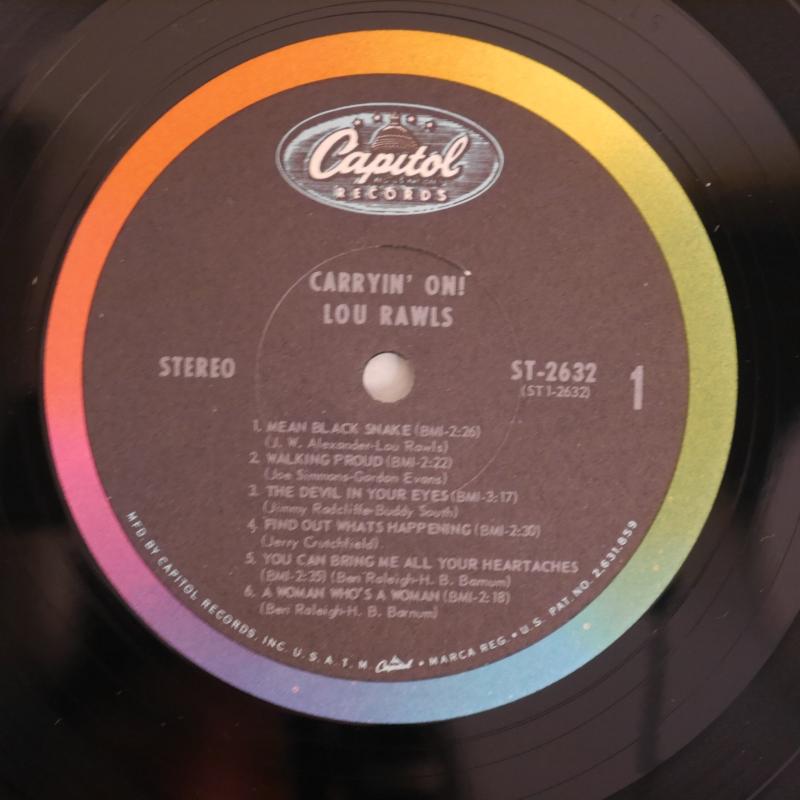 Capitol
RECORDS
CARRYIN' ON!
LOU RAWLS
STEREO
ST-2632
(ST1-2632)
1
1. MEAN BLACK SNAKE (BMI-2:26)
(J. W. Alexander-Lou Rawls)
2. WALKING PROUD (BMI-2:22)
(Joe Simmons-Gordon Evans)
3. THE DEVIL IN YOUR EYES (BMI-3:17)
(Jimmy Radcliffe-Buddy South)
4. FIND OUT WHATS HAPPENING (BMI-2:30)
(Jerry Crutchfield)
5. YOU CAN BRING ME ALL YOUR HEARTACHES
(BMI-2:35) (Ben Raleigh-H. B. Barnum)
6. A WOMAN WHO'S A WOMAN (BMI-2:18)
(Ben Raleigh-H. B. Barnum)
MFD. BY CAPITOL RECORDS, INC. U. S. A. T. M. Capitol • MARCA REG. • U. S. PAT. NO. 2,631,859